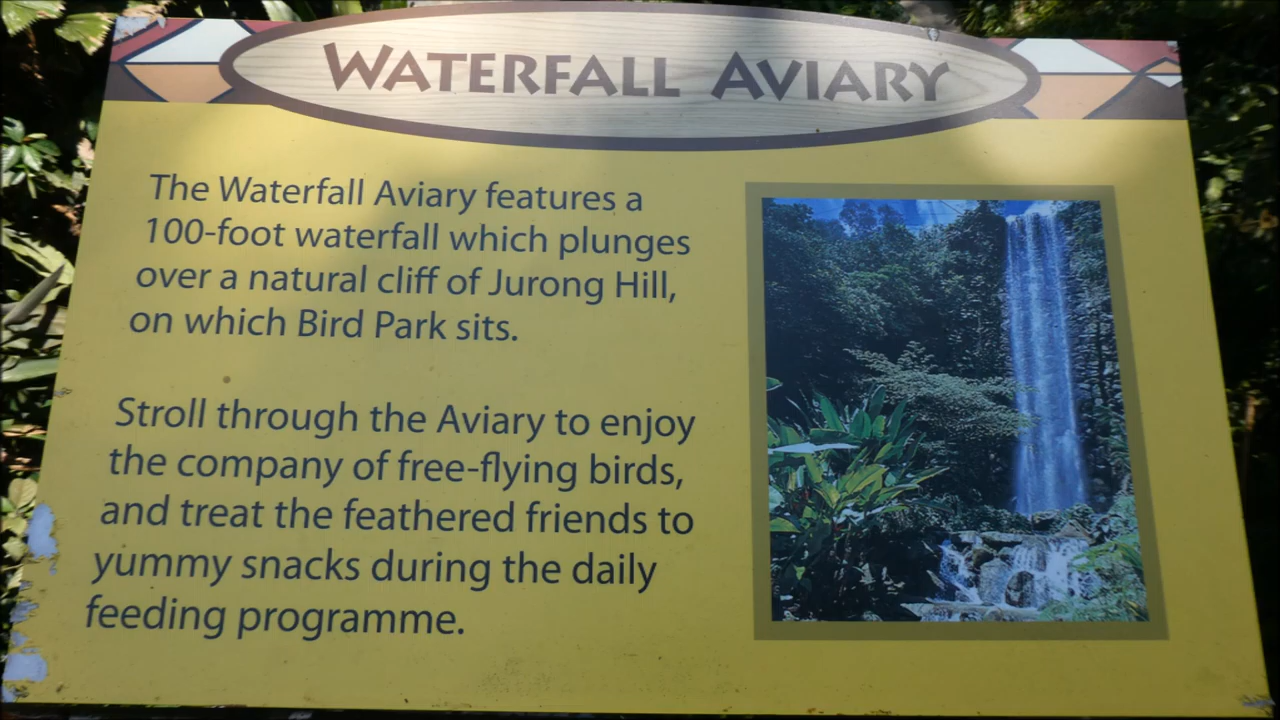 WATERFALL AVIARY
The Waterfall Aviary features a
100-foot waterfall which plunges
over a natural cliff of Jurong Hill,
on which Bird Park sits.
Stroll through the Aviary to enjoy
the company of free-flying birds,
and treat the feathered friends to
yummy snacks during the daily
feeding programme.